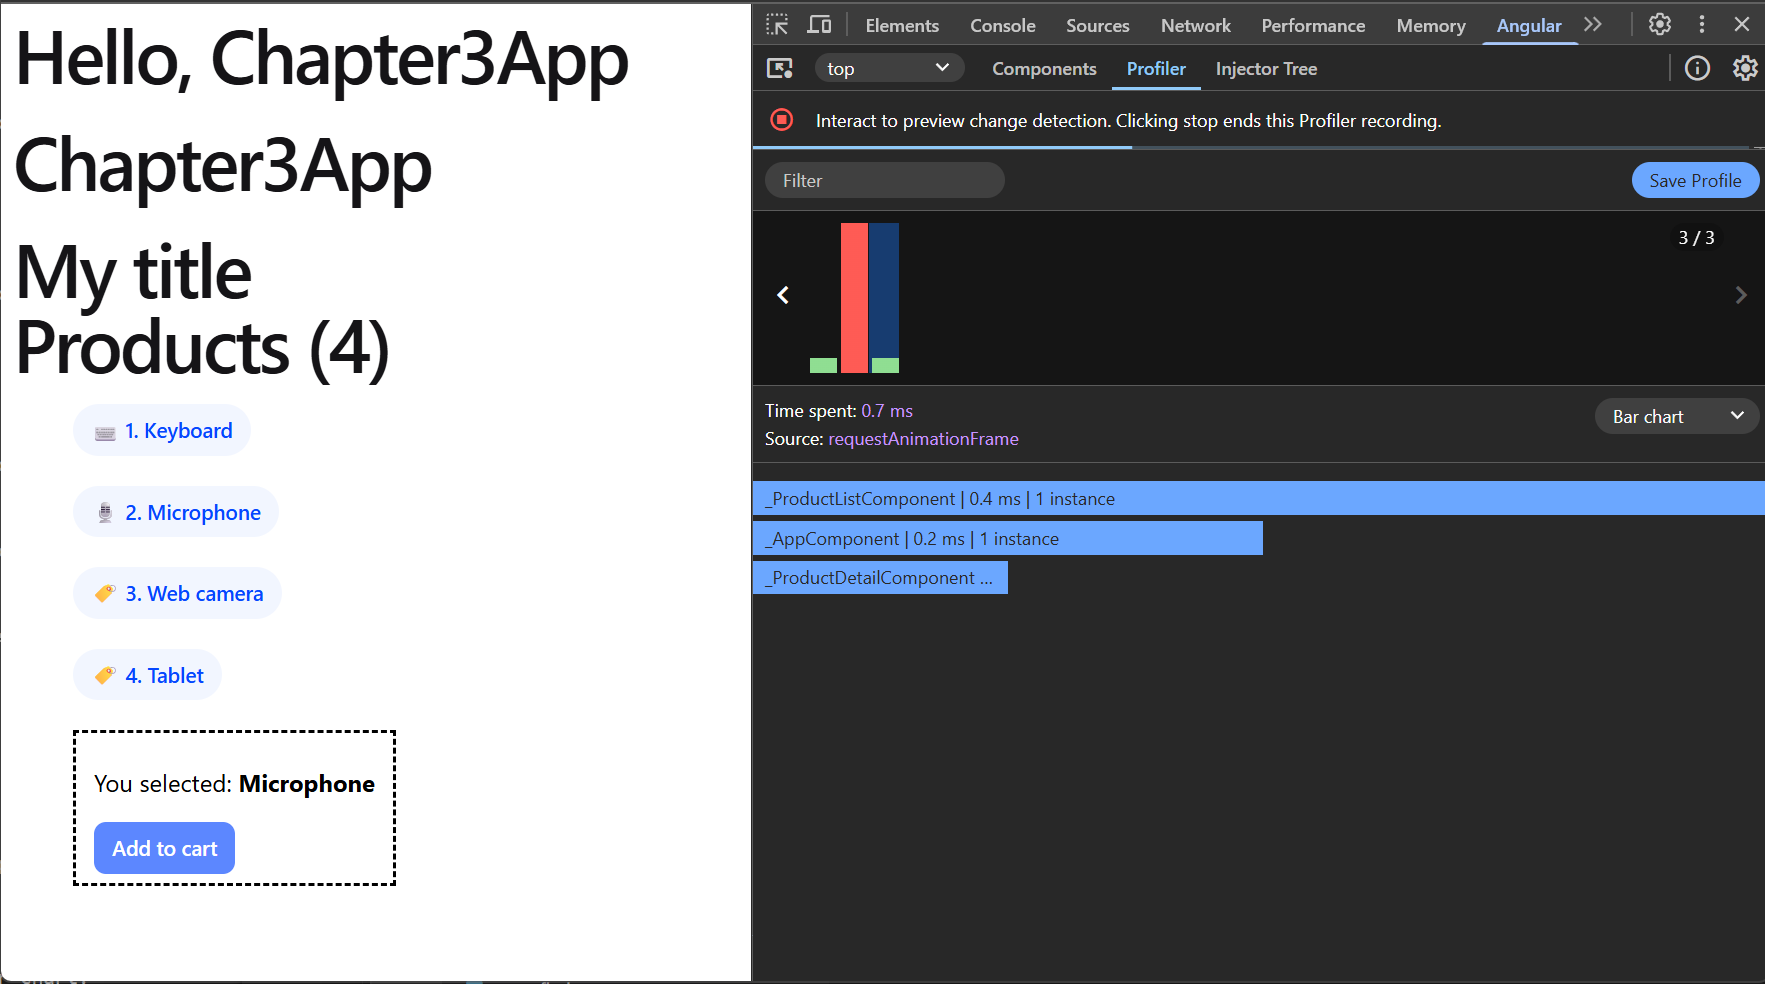 Hello, Chapter3App
Chapter3App
My title
Products (4)
1. Keyboard
2. Microphone
3. Web camera
4. Tablet
You selected: Microphone
Add to cart
Elements Console Sources Network Performance Memory Angular
top Components Profiler Injector Tree
Interact to preview change detection. Clicking stop ends this Profiler recording.
Filter Save Profile
3 / 3
Time spent: 0.7 ms
Source: requestAnimationFrame
Bar chart
_ProductListComponent | 0.4 ms | 1 instance
_AppComponent | 0.2 ms | 1 instance
_ProductDetailComponent ...